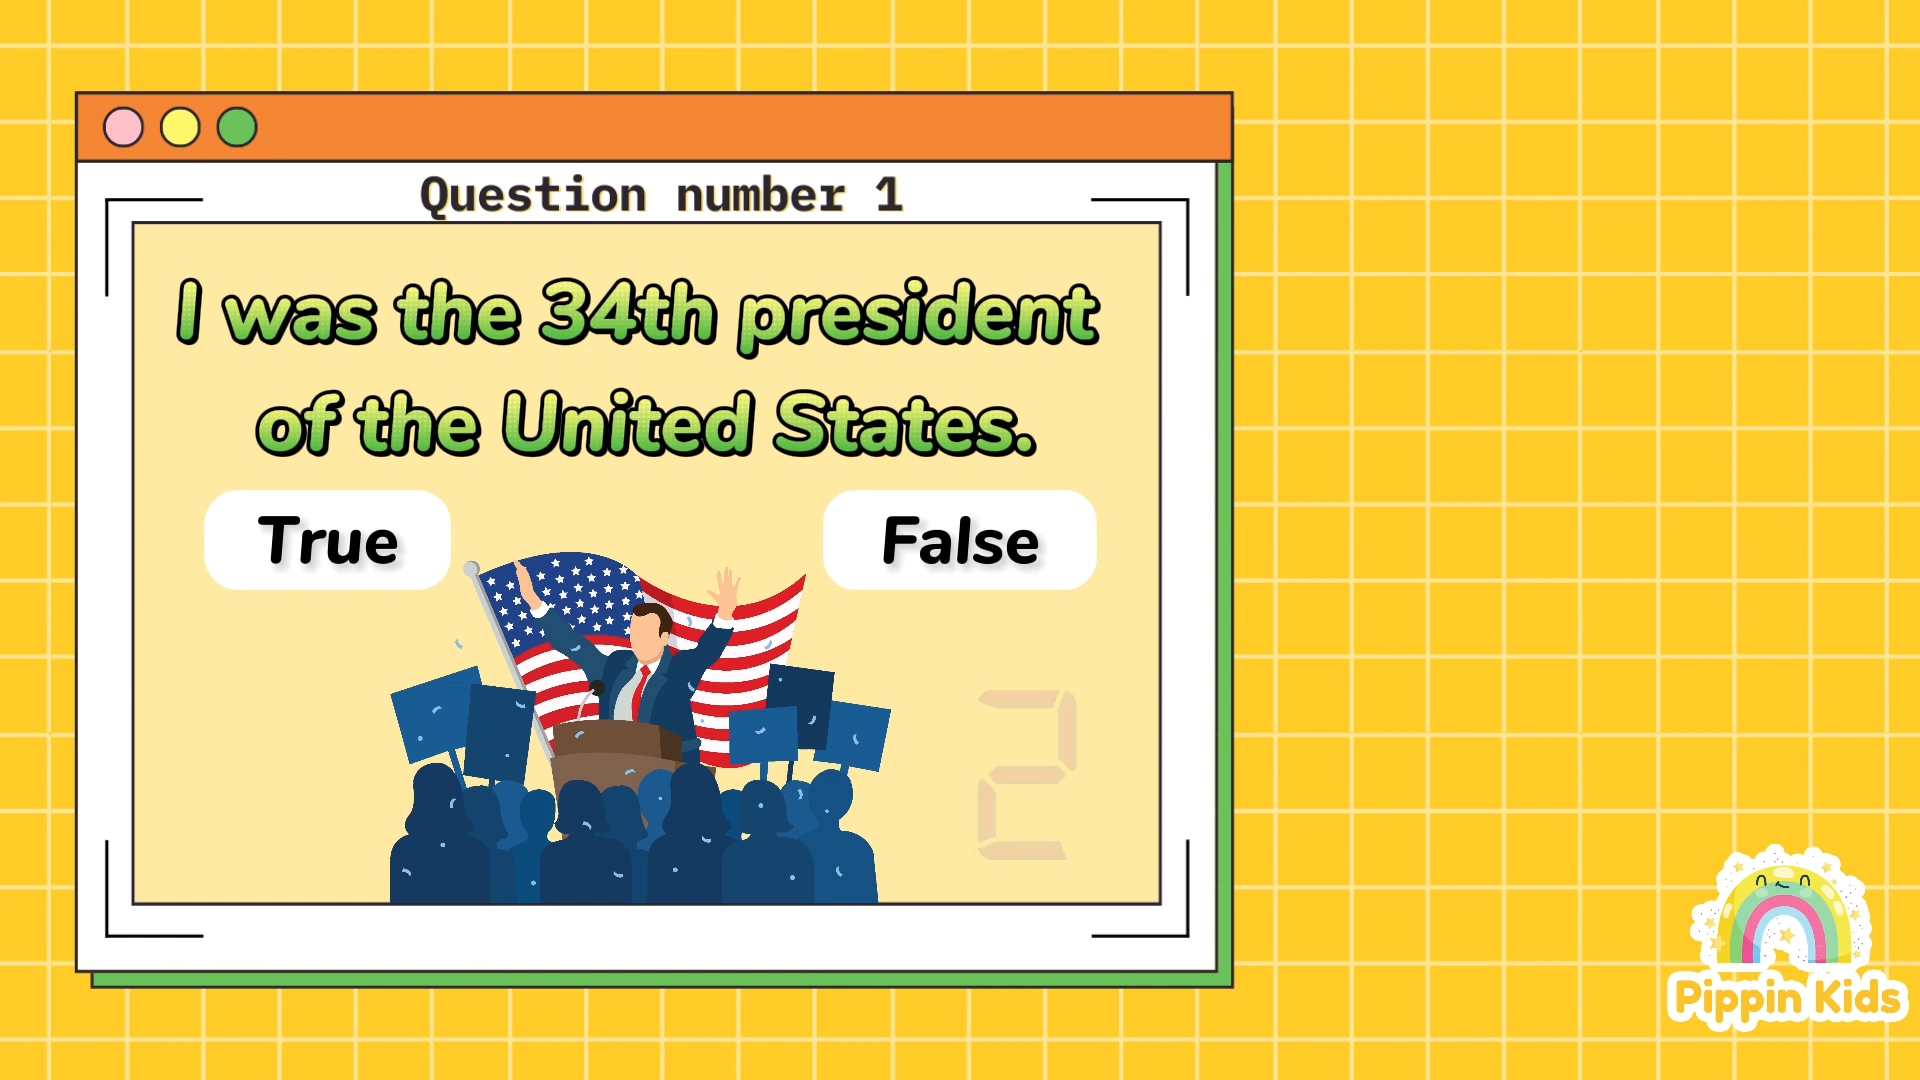 Question number 1
I was the 34th president
of the United States.
True
False
2
Pippin Kids